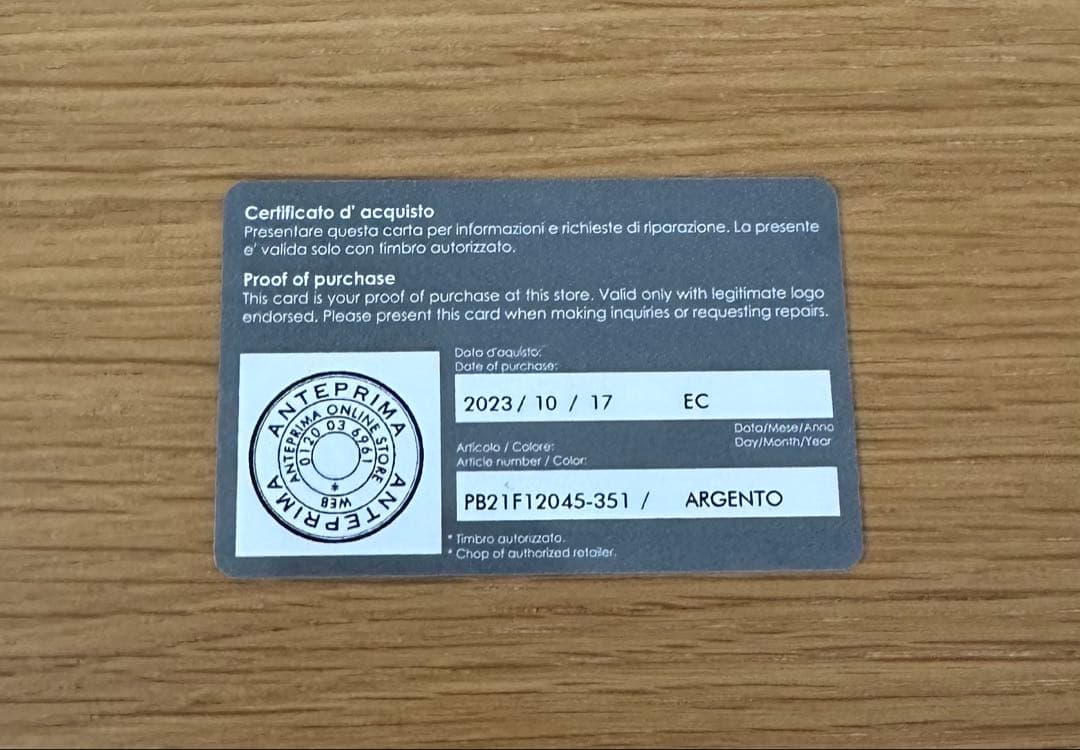 Certificato d' acquisto
Presentare questa carta per informazioni e richieste di riparazione. La presente
e' valida solo con timbro autorizzato.
Proof of purchase
This card is your proof of purchase at this store. Valid only with legitimate logo
endorsed. Please present this card when making inquiries or requesting repairs.
Data d'aquisto:
Date of purchase:
2023 / 10 / 17 EC
Data/Mese/Anno
Day/Month/Year
Articolo / Colore:
Article number / Color:
PB21F12045-351 / ARGENTO
* Timbro autorizzato.
* Chop of authorized retailer.
ANTEPRIMA
ANTEPRIMA ONLINE STORE
0120 03 6961
* WEB
ANTEPRIMA